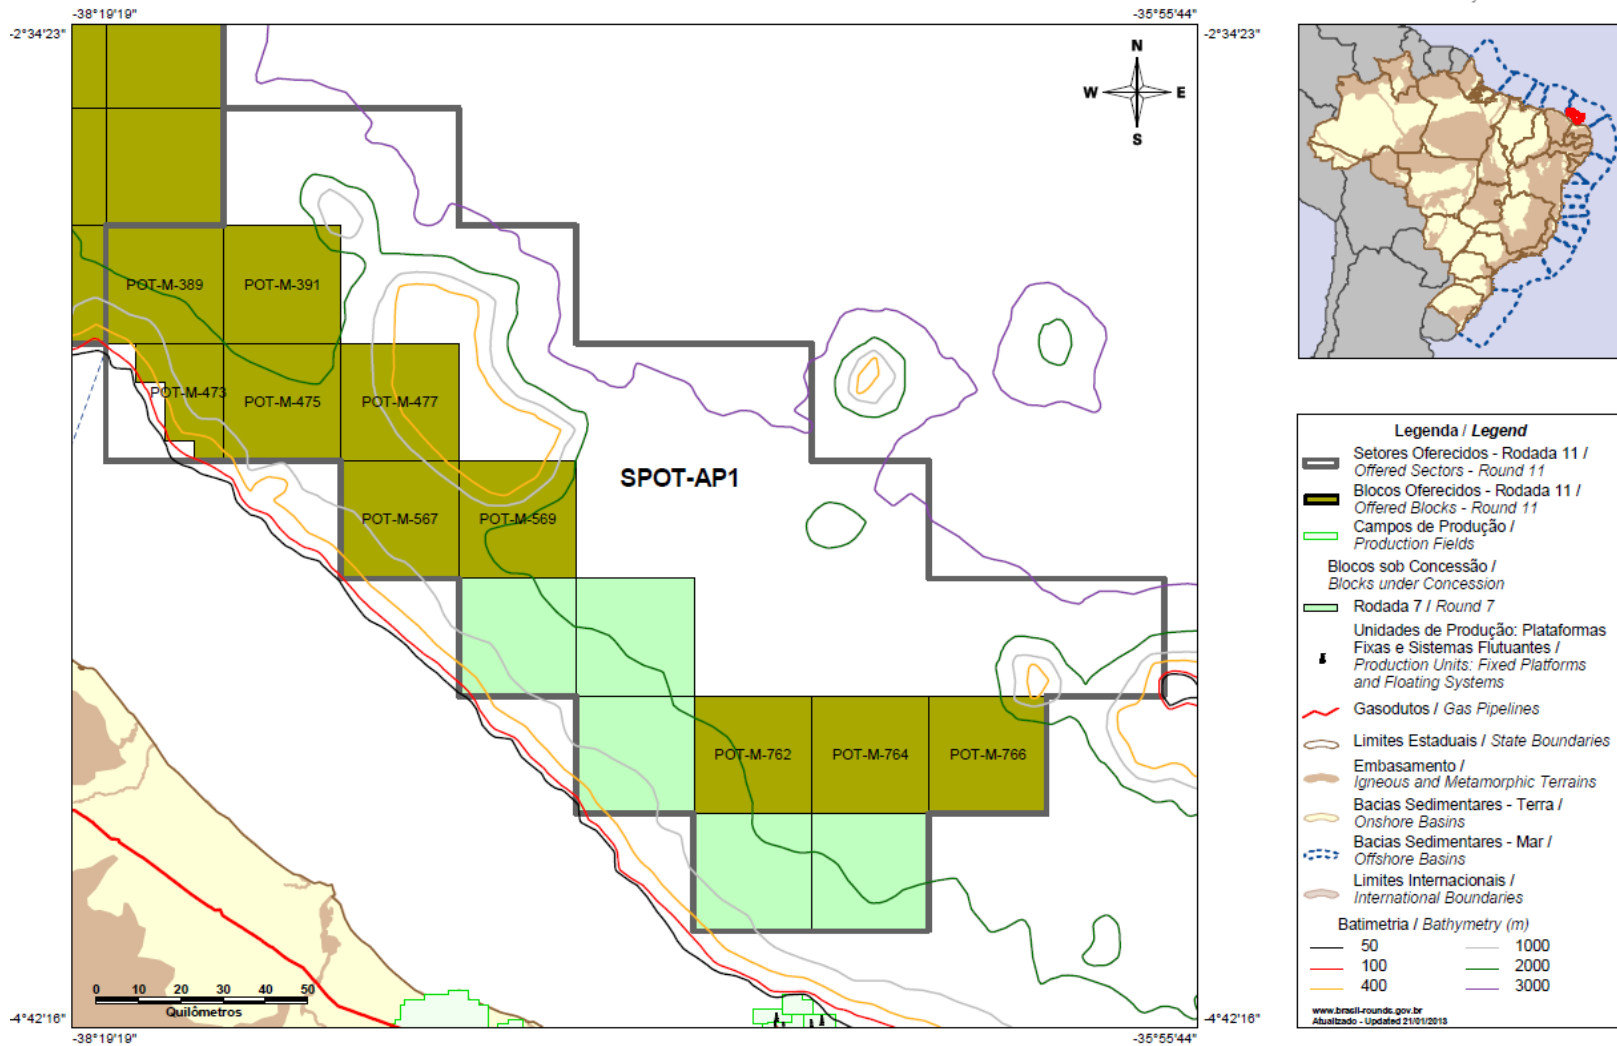 -38°19'19"
-35°55'44"
-2°34'23"
-2°34'23"
N
W E
S
POT-M-389
POT-M-391
POT-M-473
POT-M-475
POT-M-477
SPOT-AP1
POT-M-567
POT-M-569
POT-M-762
POT-M-764
POT-M-766
0 10 20 30 40 50
Quilômetros
-4°42'16"
-4°42'16"
-38°19'19"
-35°55'44"
Legenda / Legend
Setores Oferecidos - Rodada 11 /
Offered Sectors - Round 11
Blocos Oferecidos - Rodada 11 /
Offered Blocks - Round 11
Campos de Produção /
Production Fields
Blocos sob Concessão /
Blocks under Concession
Rodada 7 / Round 7
Unidades de Produção: Plataformas
Fixas e Sistemas Flutuantes /
Production Units: Fixed Platforms
and Floating Systems
Gasodutos / Gas Pipelines
Limites Estaduais / State Boundaries
Embasamento /
Igneous and Metamorphic Terrains
Bacias Sedimentares - Terra /
Onshore Basins
Bacias Sedimentares - Mar /
Offshore Basins
Limites Internacionais /
International Boundaries
Batimetria / Bathymetry (m)
50 1000
100 2000
400 3000
www.brasil-rounds.gov.br
Atualizado - Updated 21/01/2013